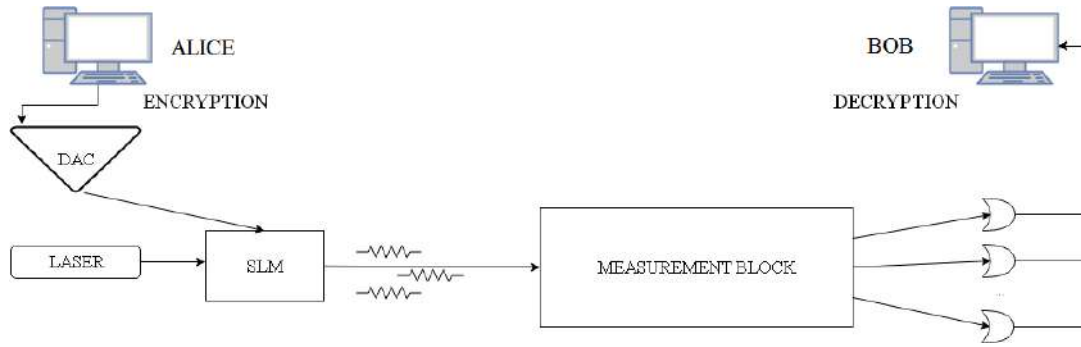 ALICE
BOB
ENCRYPTION
DECRYPTION
DAC
LASER
SLM
MEASUREMENT BLOCK
...